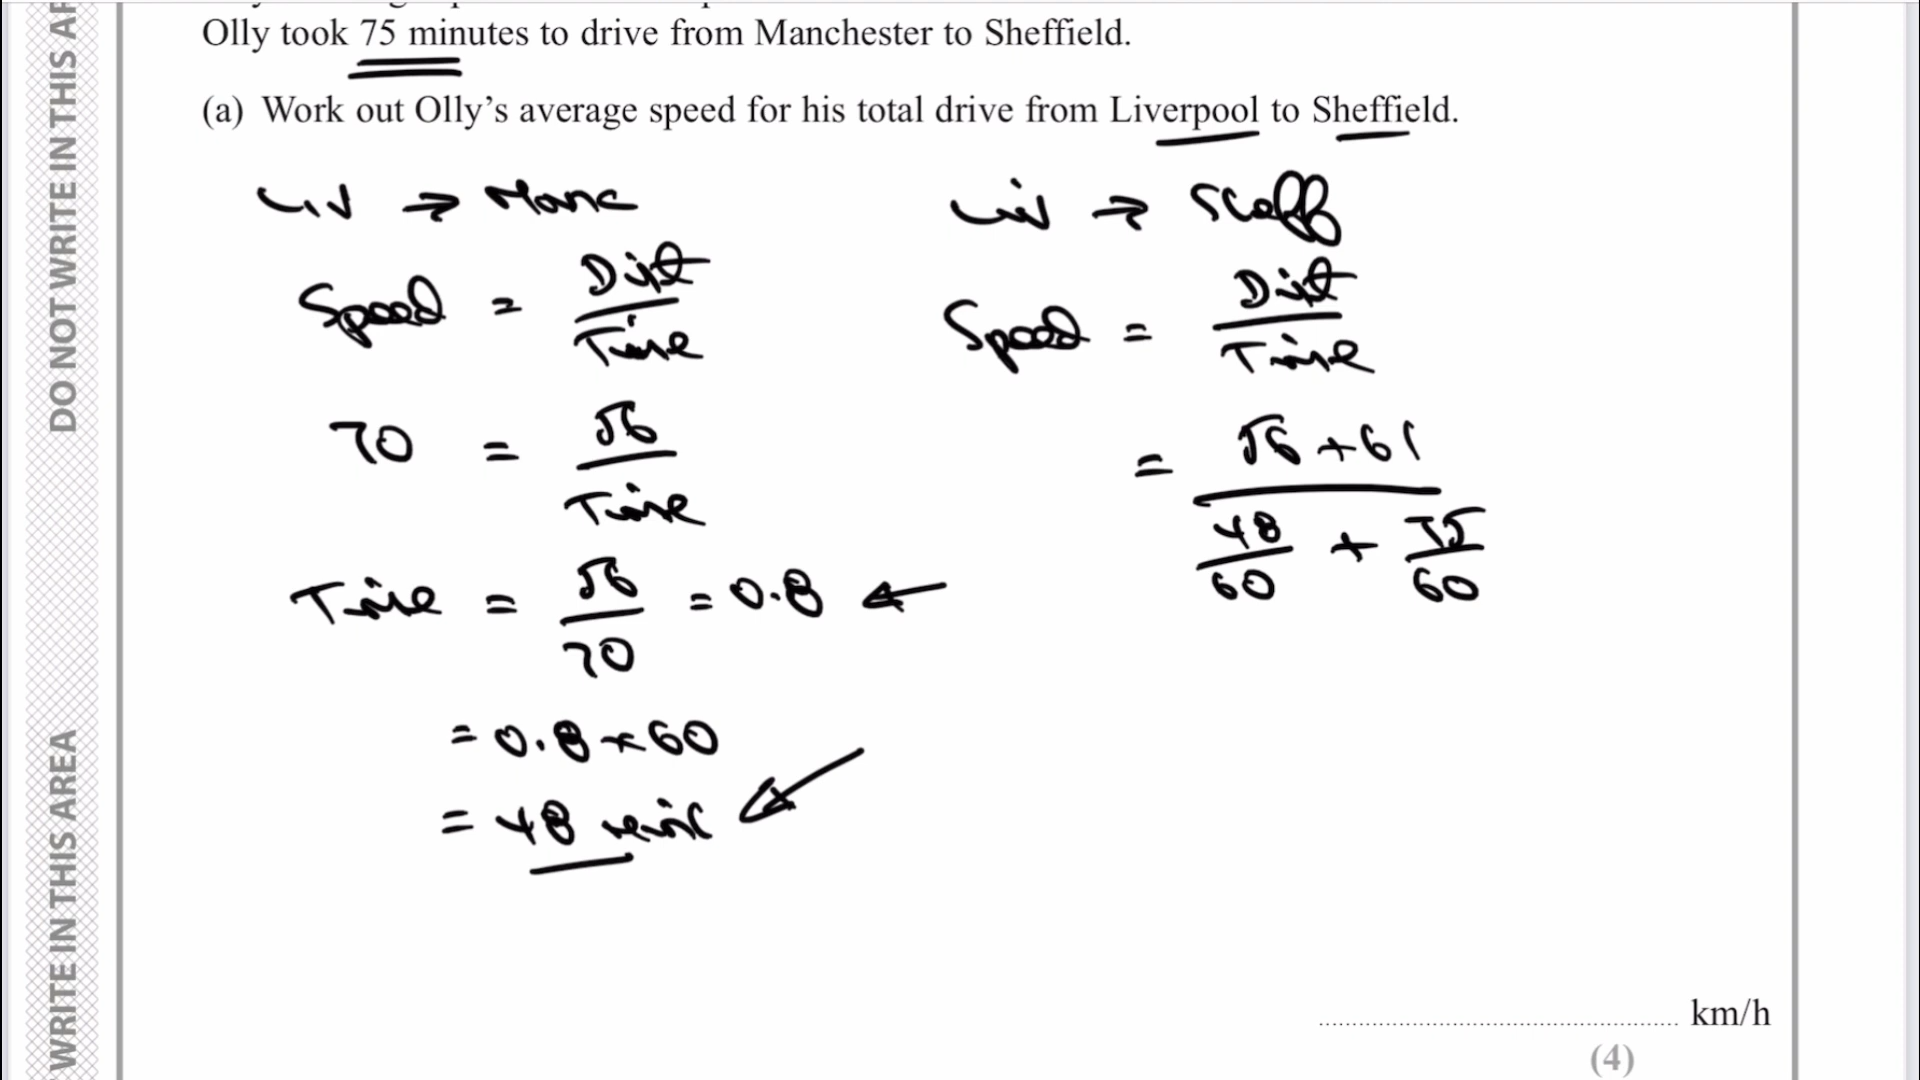 Olly took 75 minutes to drive from Manchester to Sheffield.
(a) Work out Olly's average speed for his total drive from Liverpool to Sheffield.
Liv → Manc
Speed = Dist / Time
70 = 56 / Time
Time = 56 / 70 = 0.8 ←
= 0.8 × 60
= 48 mins
Liv → Sheff
Speed = Dist / Time
= 56 + 61 / 48/60 + 75/60
km/h
(4)
DO NOT WRITE IN THIS AR
WRITE IN THIS AREA